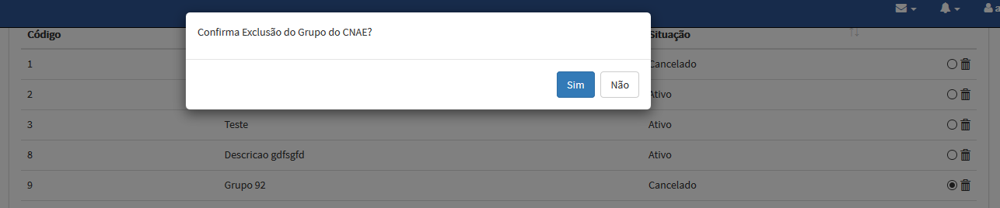 Confirma Exclusão do Grupo do CNAE?
Sim Não
Código Situação
1 Cancelado
2 Ativo
3 Teste Ativo
8 Descricao gdfsgfd Ativo
9 Grupo 92 Cancelado